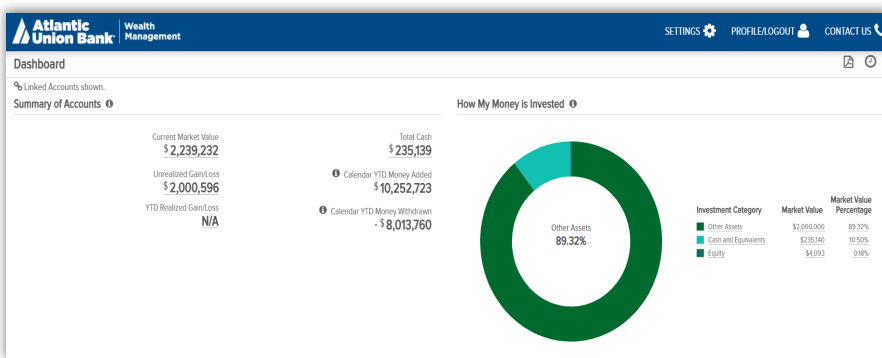 Atlantic
Union Bank
Wealth
Management
SETTINGS
PROFILE/LOGOUT
CONTACT US
Dashboard
Linked Accounts shown.
Summary of Accounts
How My Money is Invested
Current Market Value
$2,239,232
Total Cash
$235,139
Unrealized Gain/Loss
$2,000,596
Calendar YTD Money Added
$10,252,723
YTD Realized Gain/Loss
N/A
Calendar YTD Money Withdrawn
- $8,013,760
Other Assets
89.32%
Investment Category Market Value Market Value Percentage
Other Assets $2,000,000 89.32%
Cash and Equivalents $235,140 10.50%
Equity $4,093 0.18%